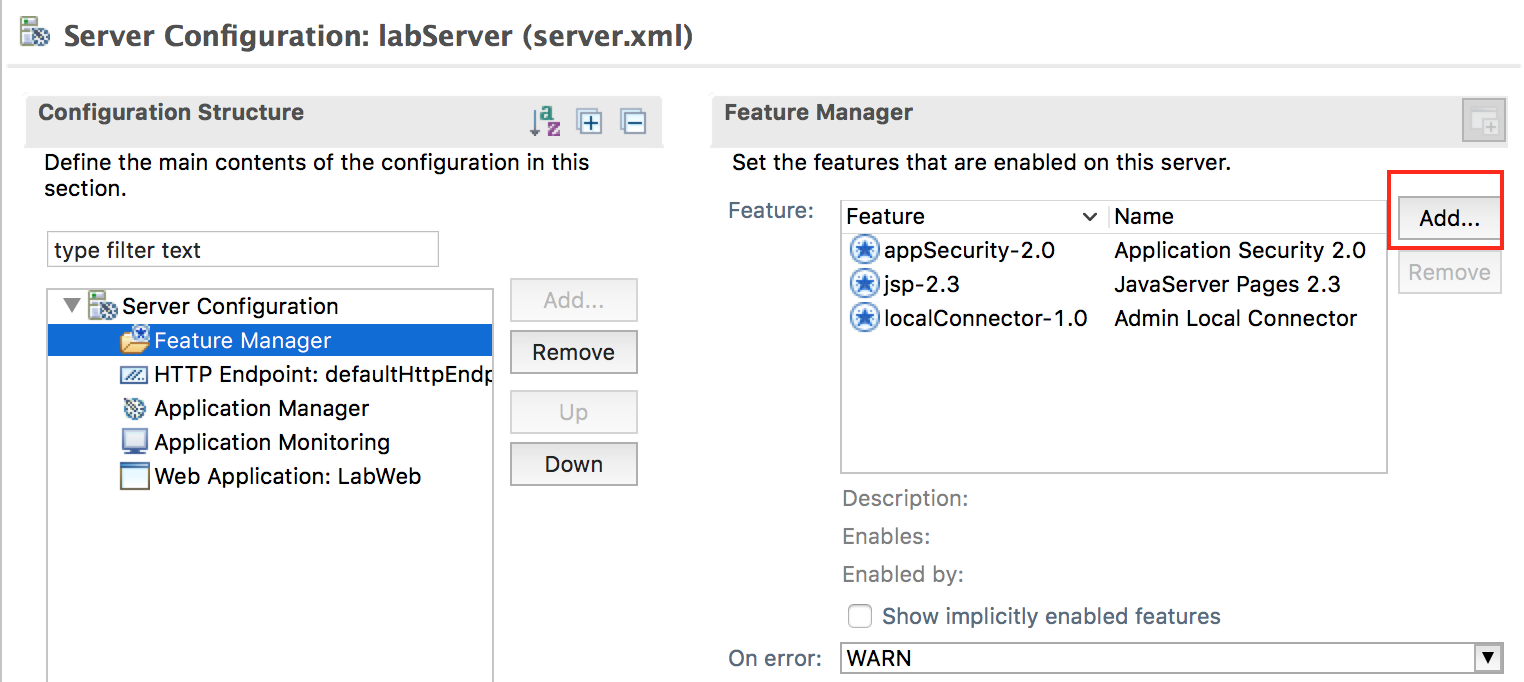 Server Configuration: labServer (server.xml)
Configuration Structure
a
z
Define the main contents of the configuration in this
section.
type filter text
Server Configuration
Feature Manager
HTTP Endpoint: defaultHttpEndp
Application Manager
Application Monitoring
Web Application: LabWeb
Add...
Remove
Up
Down
Feature Manager
Set the features that are enabled on this server.
Feature:
Feature Name
appSecurity-2.0 Application Security 2.0
jsp-2.3 JavaServer Pages 2.3
localConnector-1.0 Admin Local Connector
Add...
Remove
Description:
Enables:
Enabled by:
Show implicitly enabled features
On error: WARN